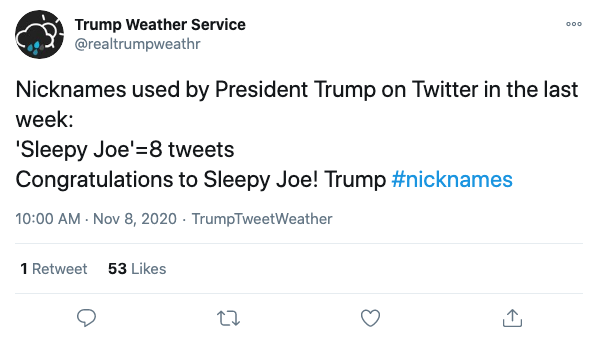 Trump Weather Service
@realtrumpweathr
Nicknames used by President Trump on Twitter in the last
week:
'Sleepy Joe'=8 tweets
Congratulations to Sleepy Joe! Trump #nicknames
10:00 AM · Nov 8, 2020 · TrumpTweetWeather
1 Retweet 53 Likes